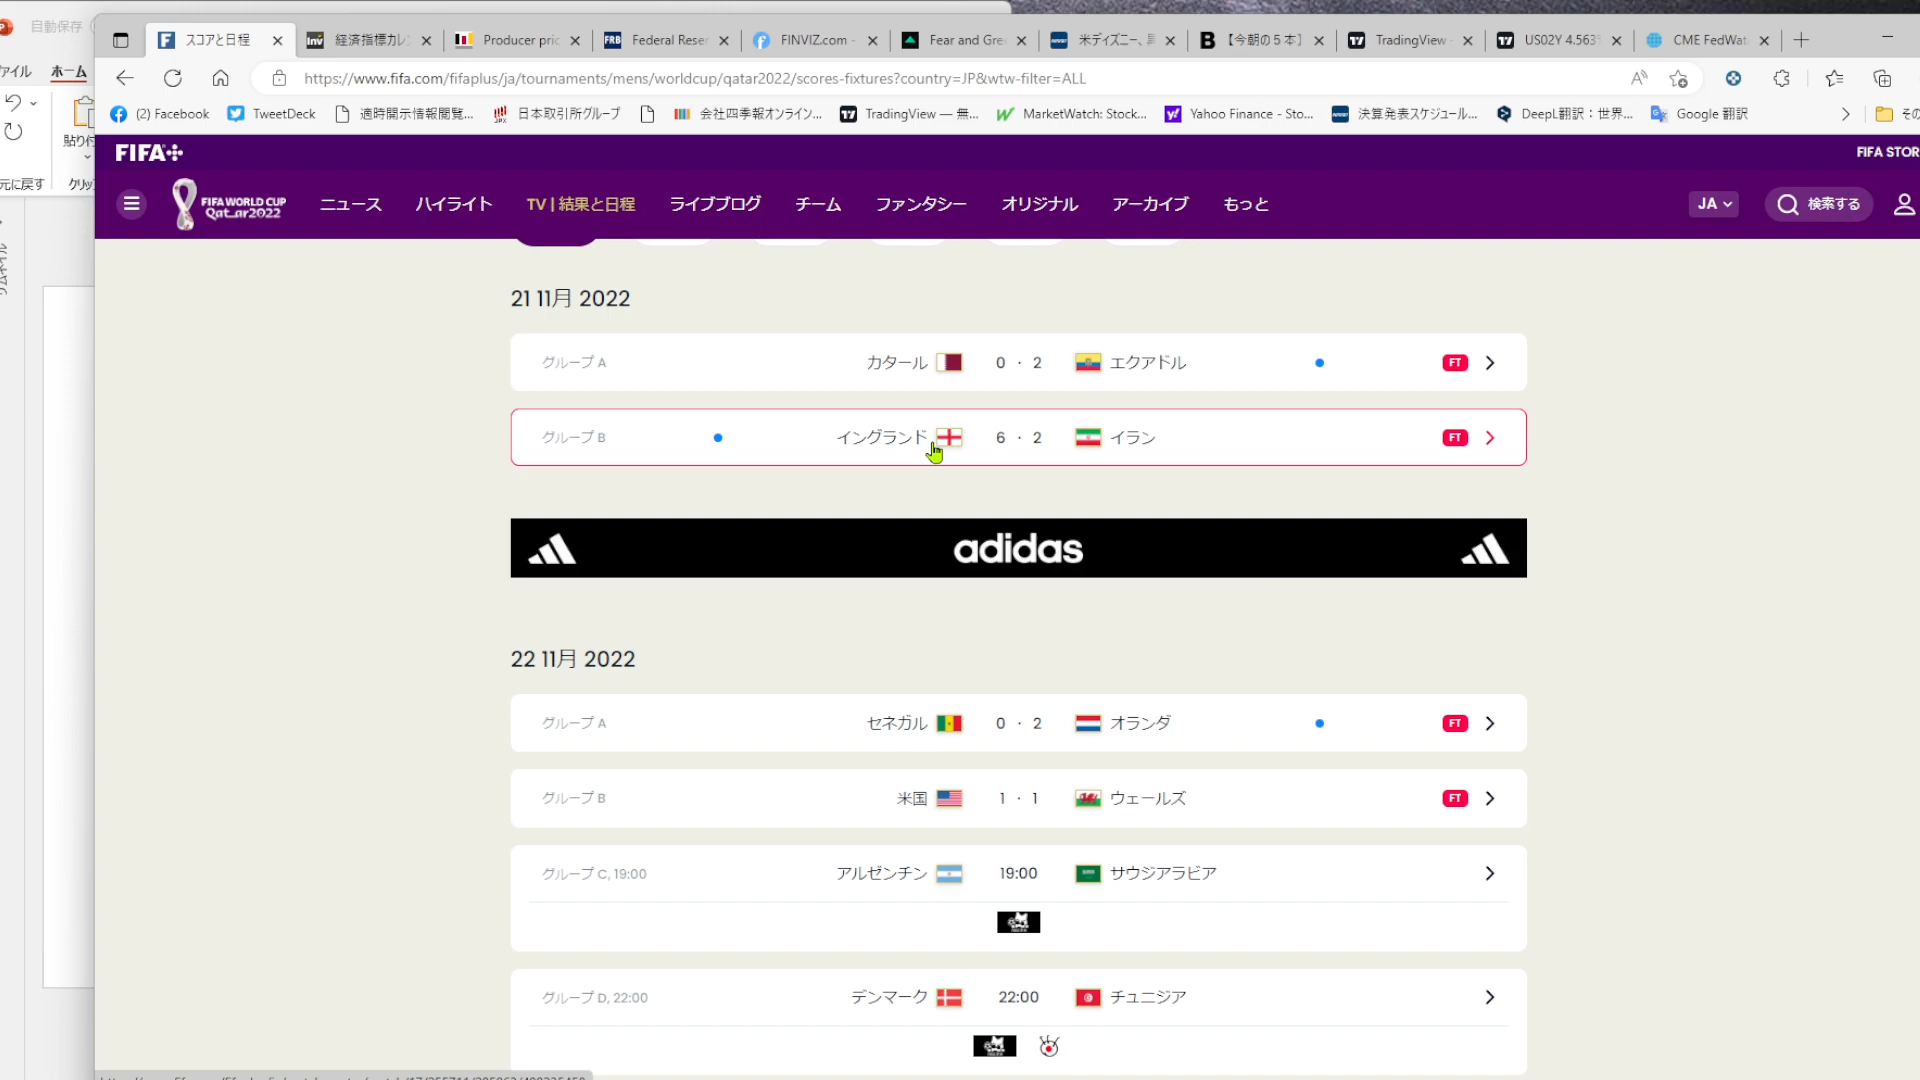 自動保存
スコアと日程
経済指標カレ
Producer pric
Federal Reser
FINVIZ.com -
Fear and Gre
米ディズニー、
【今朝の5本】
TradingView -
US02Y 4.563
CME FedWat
https://www.fifa.com/fifaplus/ja/tournaments/mens/worldcup/qatar2022/scores-fixtures?country=JP&wtw-filter=ALL
ホーム
(2) Facebook
TweetDeck
適時開示情報閲覧...
日本取引所グループ
会社四季報オンライン...
TradingView — 無...
MarketWatch: Stock...
Yahoo Finance - Sto...
決算発表スケジュール...
DeepL翻訳：世界...
Google 翻訳
貼り付
元に戻す
クリッ
FIFA+
FIFA STOR
FIFA WORLD CUP
Qatar2022
ニュース
ハイライト
TV | 結果と日程
ライブブログ
チーム
ファンタシー
オリジナル
アーカイブ
もっと
JA
検索する
21 11月 2022
グループ A カタール 0 · 2 エクアドル FT
グループ B イングランド 6 · 2 イラン FT
adidas
22 11月 2022
グループ A セネガル 0 · 2 オランダ FT
グループ B 米国 1 · 1 ウェールズ FT
グループ C, 19:00 アルゼンチン 19:00 サウジアラビア
グループ D, 22:00 デンマーク 22:00 チュニジア